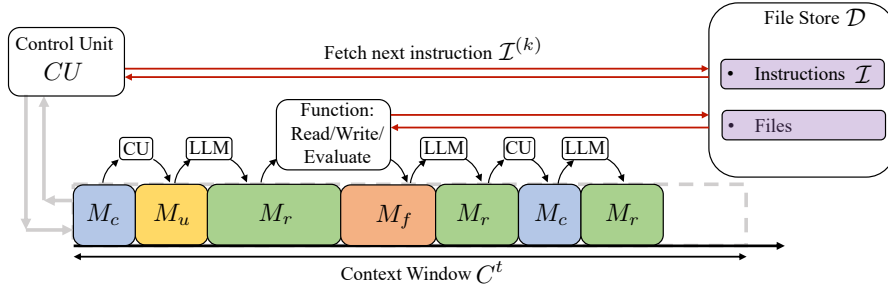 Control Unit
CU
Fetch next instruction I^(k)
File Store D
• Instructions I
• Files
Function:
Read/Write/
Evaluate
CU
LLM
LLM
CU
LLM
M_c
M_u
M_r
M_f
M_r
M_c
M_r
Context Window C^t